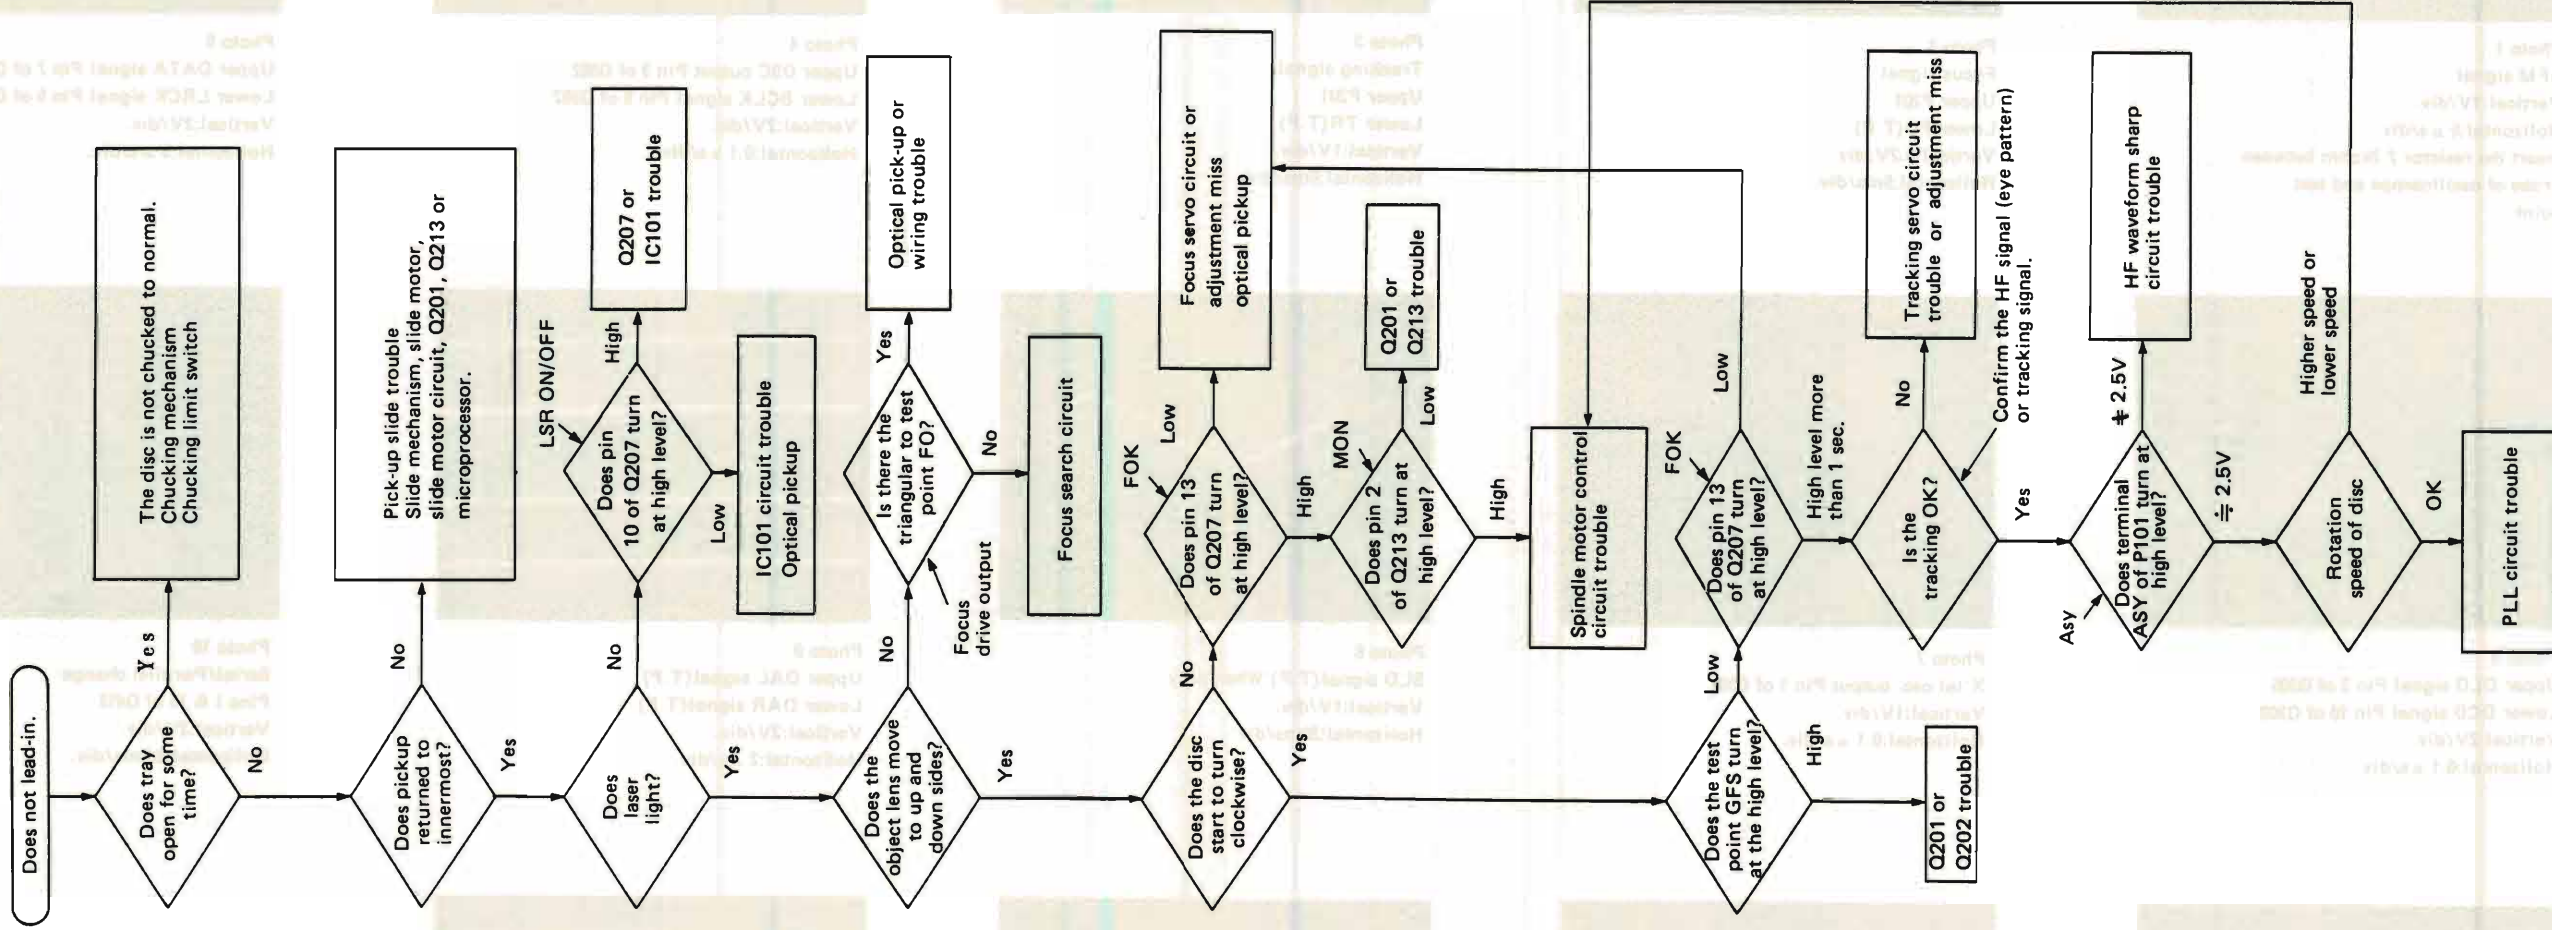 Does not lead-in.
Does tray
open for some
time?
Yes
The disc is not chucked to normal.
Chucking mechanism
Chucking limit switch
No
Does pickup
returned to
innermost?
No
Pick-up slide trouble
Slide mechanism, slide motor,
slide motor circuit, Q201, Q213 or
microprocessor.
Yes
Does
laser
light?
No
LSR ON/OFF
Does pin
10 of Q207 turn
at high level?
High
Q207 or
IC101 trouble
Low
IC101 circuit trouble
Optical pickup
Yes
Does the
object lens move
to up and
down sides?
No
Focus
drive output
Is there the
triangular to test
point FO?
Yes
Optical pick-up or
wiring trouble
No
Focus search circuit
Yes
Does the disc
start to turn
clockwise?
No
FOK
Does pin 13
of Q207 turn
at high level?
Low
Focus servo circuit or
adjustment miss
optical pickup
High
MON
Does pin 2
of Q213 turn at
high level?
Low
Q201 or
Q213 trouble
High
Spindle motor control
circuit trouble
Yes
Does the test
point GFS turn
at the high level?
Low
FOK
Does pin 13
of Q207 turn
at high level?
Low
High
Q201 or
Q202 trouble
High level more
than 1 sec.
Is the
tracking OK?
No
Tracking servo circuit
trouble or adjustment miss
Confirm the HF signal (eye pattern)
or tracking signal.
Yes
Asy
Does terminal
ASY of P101 turn at
high level?
≑ 2.5V
HF waveform sharp
circuit trouble
≒ 2.5V
Rotation
speed of disc
Higher speed or
lower speed
OK
PLL circuit trouble